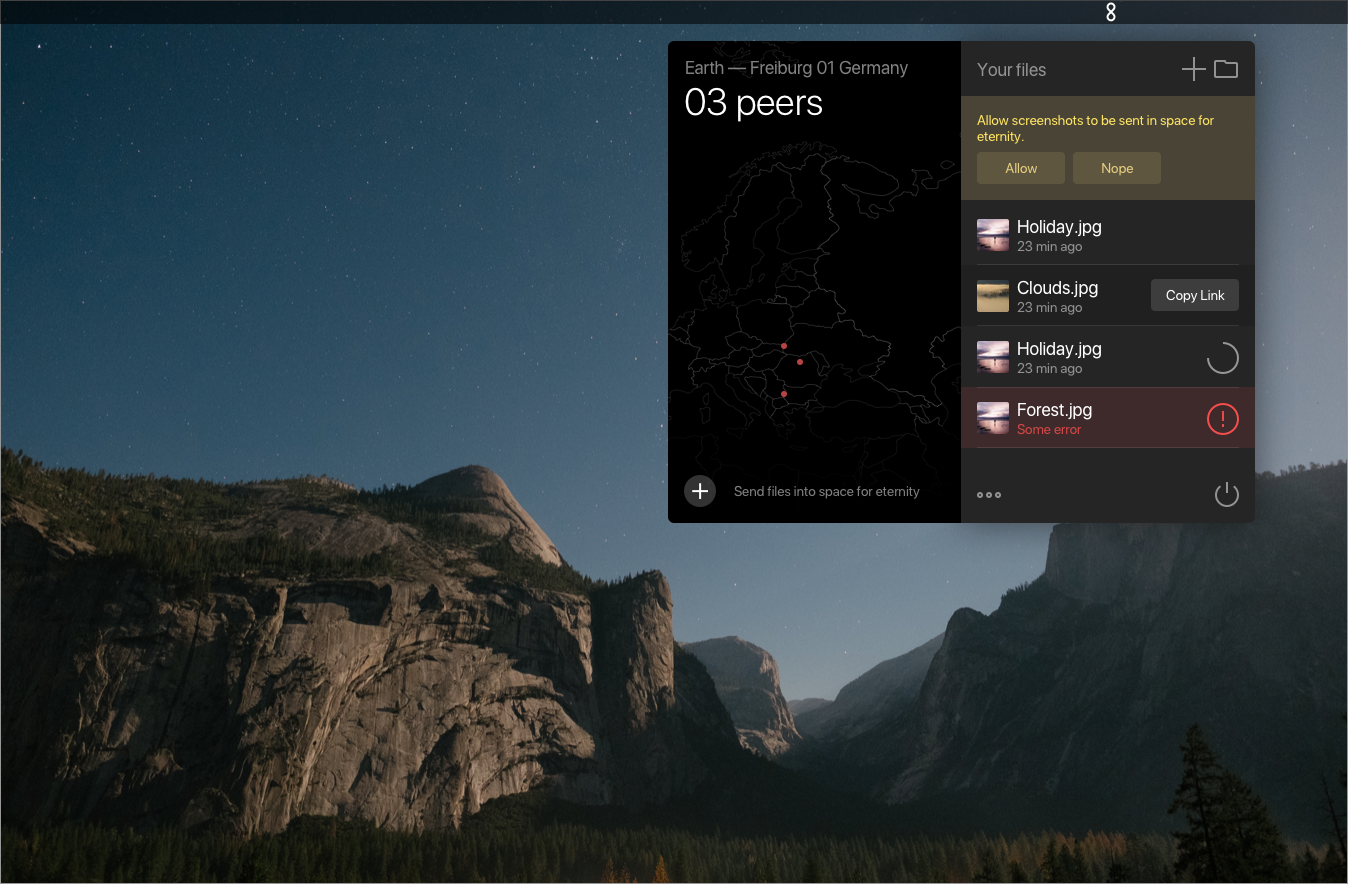 Earth — Freiburg 01 Germany
03 peers
Send files into space for eternity
Your files
Allow screenshots to be sent in space for
eternity.
Allow
Nope
Holiday.jpg
23 min ago
Clouds.jpg
23 min ago
Copy Link
Holiday.jpg
23 min ago
Forest.jpg
Some error